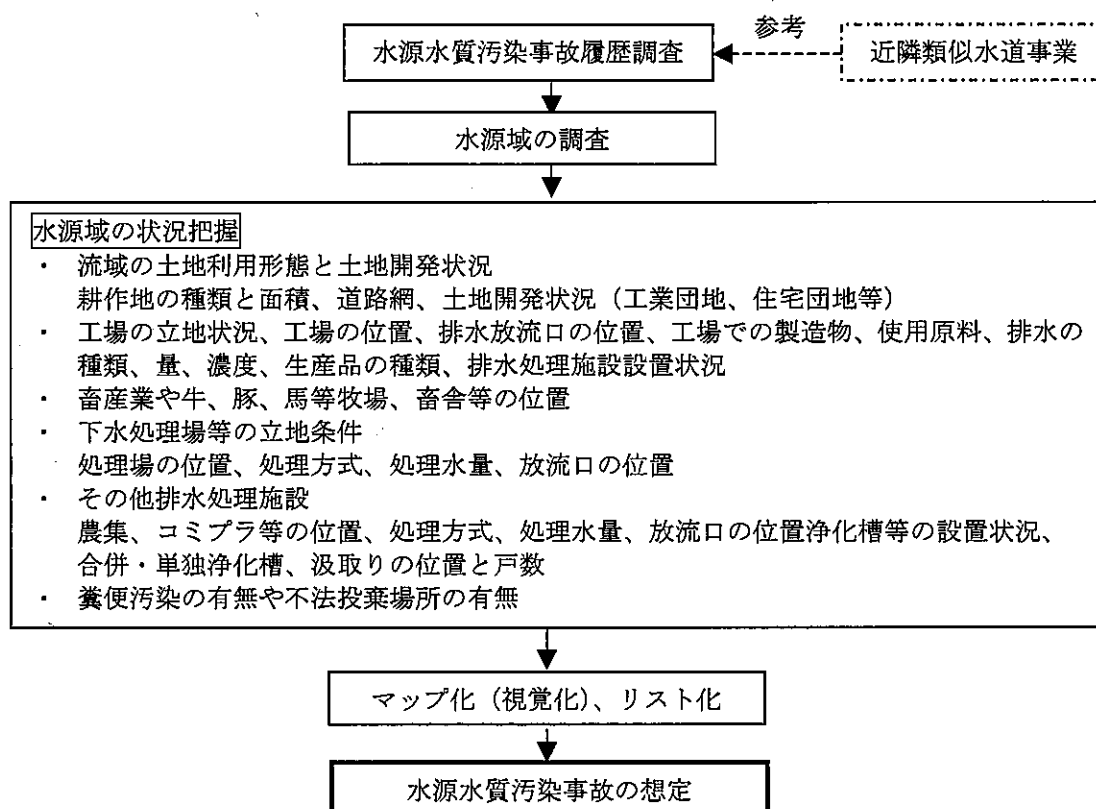 参考
水源水質汚染事故履歴調査
近隣類似水道事業
水源域の調査
水源域の状況把握
・ 流域の土地利用形態と土地開発状況
耕作地の種類と面積、道路網、土地開発状況（工業団地、住宅団地等）
・ 工場の立地状況、工場の位置、排水放流口の位置、工場での製造物、使用原料、排水の
種類、量、濃度、生産品の種類、排水処理施設設置状況
・ 畜産業や牛、豚、馬等牧場、畜舎等の位置
・ 下水処理場等の立地条件
処理場の位置、処理方式、処理水量、放流口の位置
・ その他排水処理施設
農集、コミプラ等の位置、処理方式、処理水量、放流口の位置浄化槽等の設置状況、
合併・単独浄化槽、汲取りの位置と戸数
・ 糞便汚染の有無や不法投棄場所の有無
マップ化（視覚化）、リスト化
水源水質汚染事故の想定